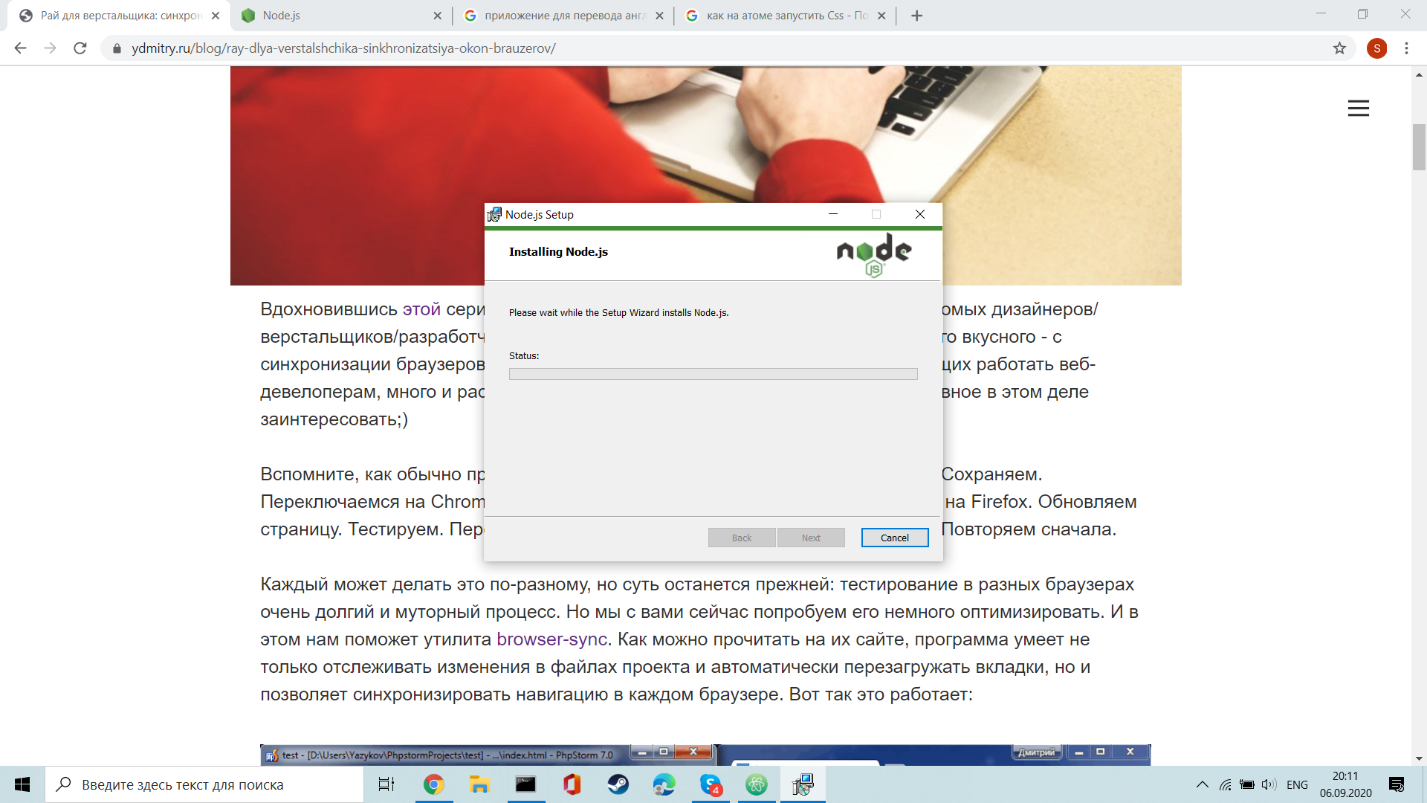 Рай для верстальщика: синхрон
Node.js
приложение для перевода англ
как на атоме запустить Css - По
ydmitry.ru/blog/ray-dlya-verstalshchika-sinkhronizatsiya-okon-brauzerov/
S
Node.js Setup
Installing Node.js
node
JS
Please wait while the Setup Wizard installs Node.js.
Status:
Back
Next
Cancel
Вдохновившись этой сери омых дизайнеров/
верстальщиков/разработч го вкусного - с
синхронизации браузеров щих работать веб-
девелоперам, много и рас вное в этом деле
заинтересовать;)
Вспомните, как обычно пр Сохраняем.
Переключаемся на Chrom на Firefox. Обновляем
страницу. Тестируем. Пер Повторяем сначала.
Каждый может делать это по-разному, но суть останется прежней: тестирование в разных браузерах
очень долгий и муторный процесс. Но мы с вами сейчас попробуем его немного оптимизировать. И в
этом нам поможет утилита browser-sync. Как можно прочитать на их сайте, программа умеет не
только отслеживать изменения в файлах проекта и автоматически перезагружать вкладки, но и
позволяет синхронизировать навигацию в каждом браузере. Вот так это работает:
test - [D:\Users\Yazykov\PhpstormProjects\test] - ...\index.html - PhpStorm 7.0
Дмитрий
Введите здесь текст для поиска
4
ENG
20:11
06.09.2020